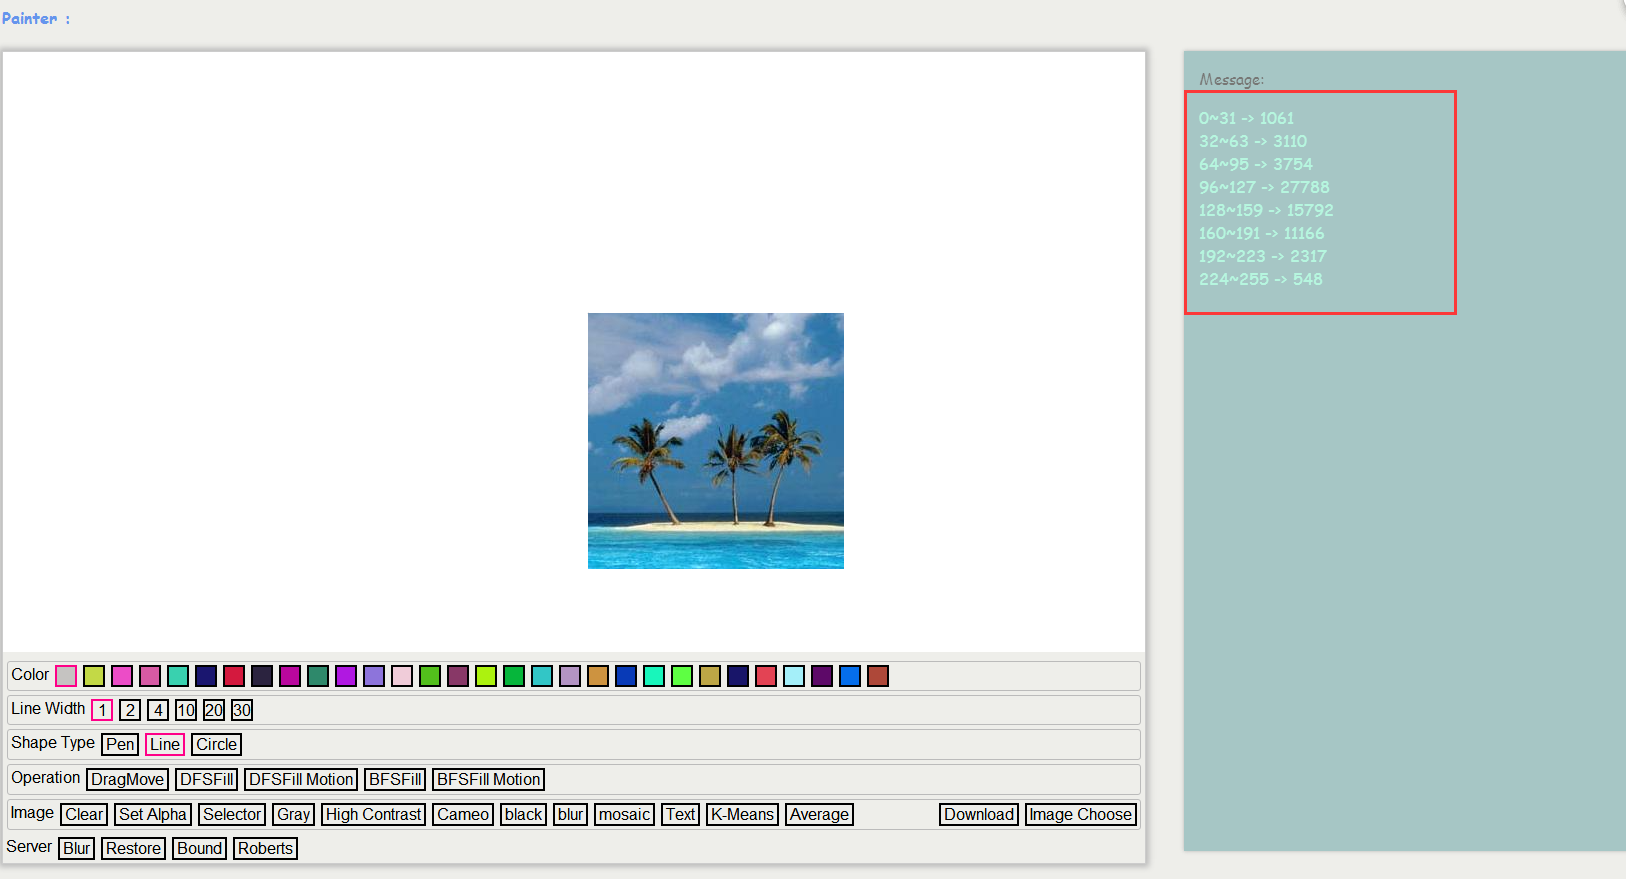 Painter :
Message:
0~31 -> 1061
32~63 -> 3110
64~95 -> 3754
96~127 -> 27788
128~159 -> 15792
160~191 -> 11166
192~223 -> 2317
224~255 -> 548
Color
Line Width 1 2 4 10 20 30
Shape Type Pen Line Circle
Operation DragMove DFSFill DFSFill Motion BFSFill BFSFill Motion
Image Clear Set Alpha Selector Gray High Contrast Cameo black blur mosaic Text K-Means Average Download Image Choose
Server Blur Restore Bound Roberts